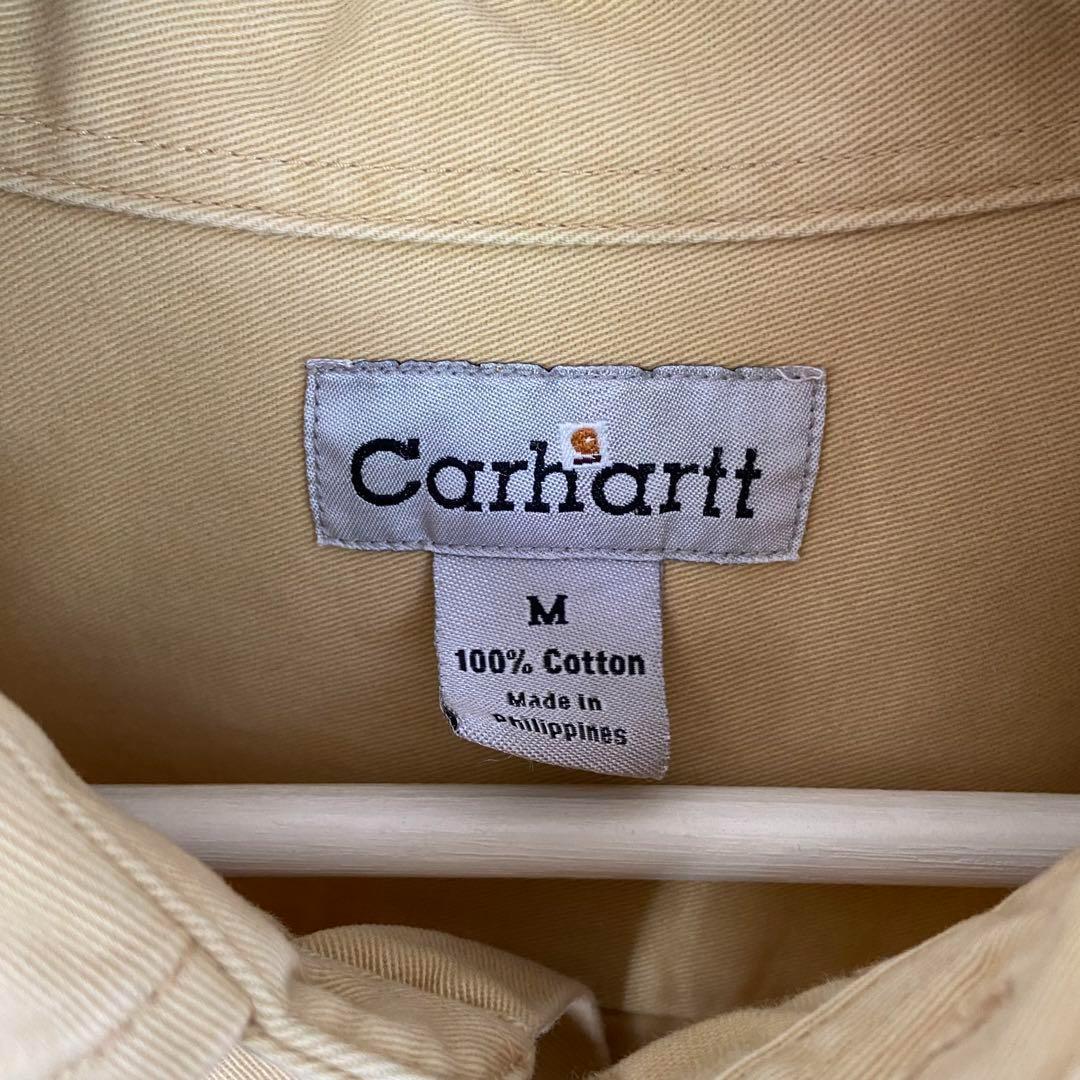 Carhartt
M
100% Cotton
Made in
Philippines